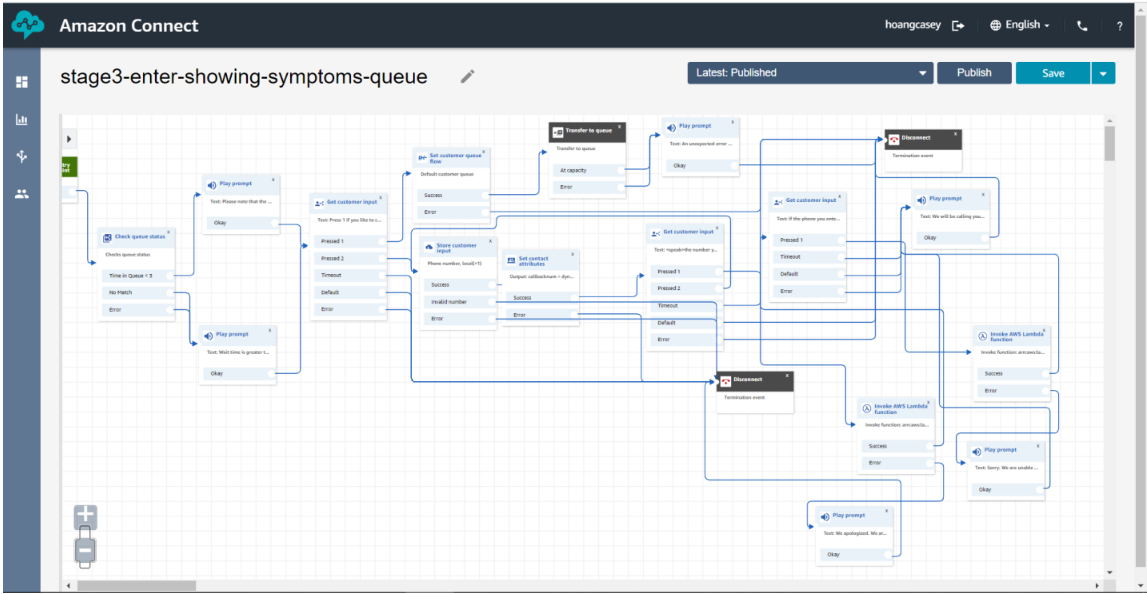 Amazon Connect
hoangcasey
English
?
stage3-enter-showing-symptoms-queue
Latest: Published
Publish
Save
try
Check queue status
Checks queue status
Time in Queue < 3
No Match
Error
Play prompt
Text: Please note that the ...
Okay
Play prompt
Text: Wait time is greater t...
Okay
Get customer input
Text: Press 1 if you like to c...
Pressed 1
Pressed 2
Timeout
Default
Error
Set customer queue
flow
Default customer queue
Success
Error
Store customer
input
Phone number, local(+1)
Success
Invalid number
Error
Set contact
attributes
Output: callbacknum = dyn...
Success
Error
Transfer to queue
Transfer to queue
At capacity
Error
Play prompt
Text: An unexpected error ...
Okay
Get customer input
Text: <speak>the number y...
Pressed 1
Pressed 2
Timeout
Default
Error
Disconnect
Termination event
Get customer input
Text: If the phone you ente...
Pressed 1
Timeout
Default
Error
Disconnect
Termination event
Play prompt
Text: We will be calling you...
Okay
Invoke AWS Lambda
function
Invoke function: arn:aws:la...
Success
Error
Invoke AWS Lambda
function
Invoke function: arn:aws:la...
Success
Error
Play prompt
Text: Sorry. We are unable ...
Okay
Play prompt
Text: We apologized. We ar...
Okay